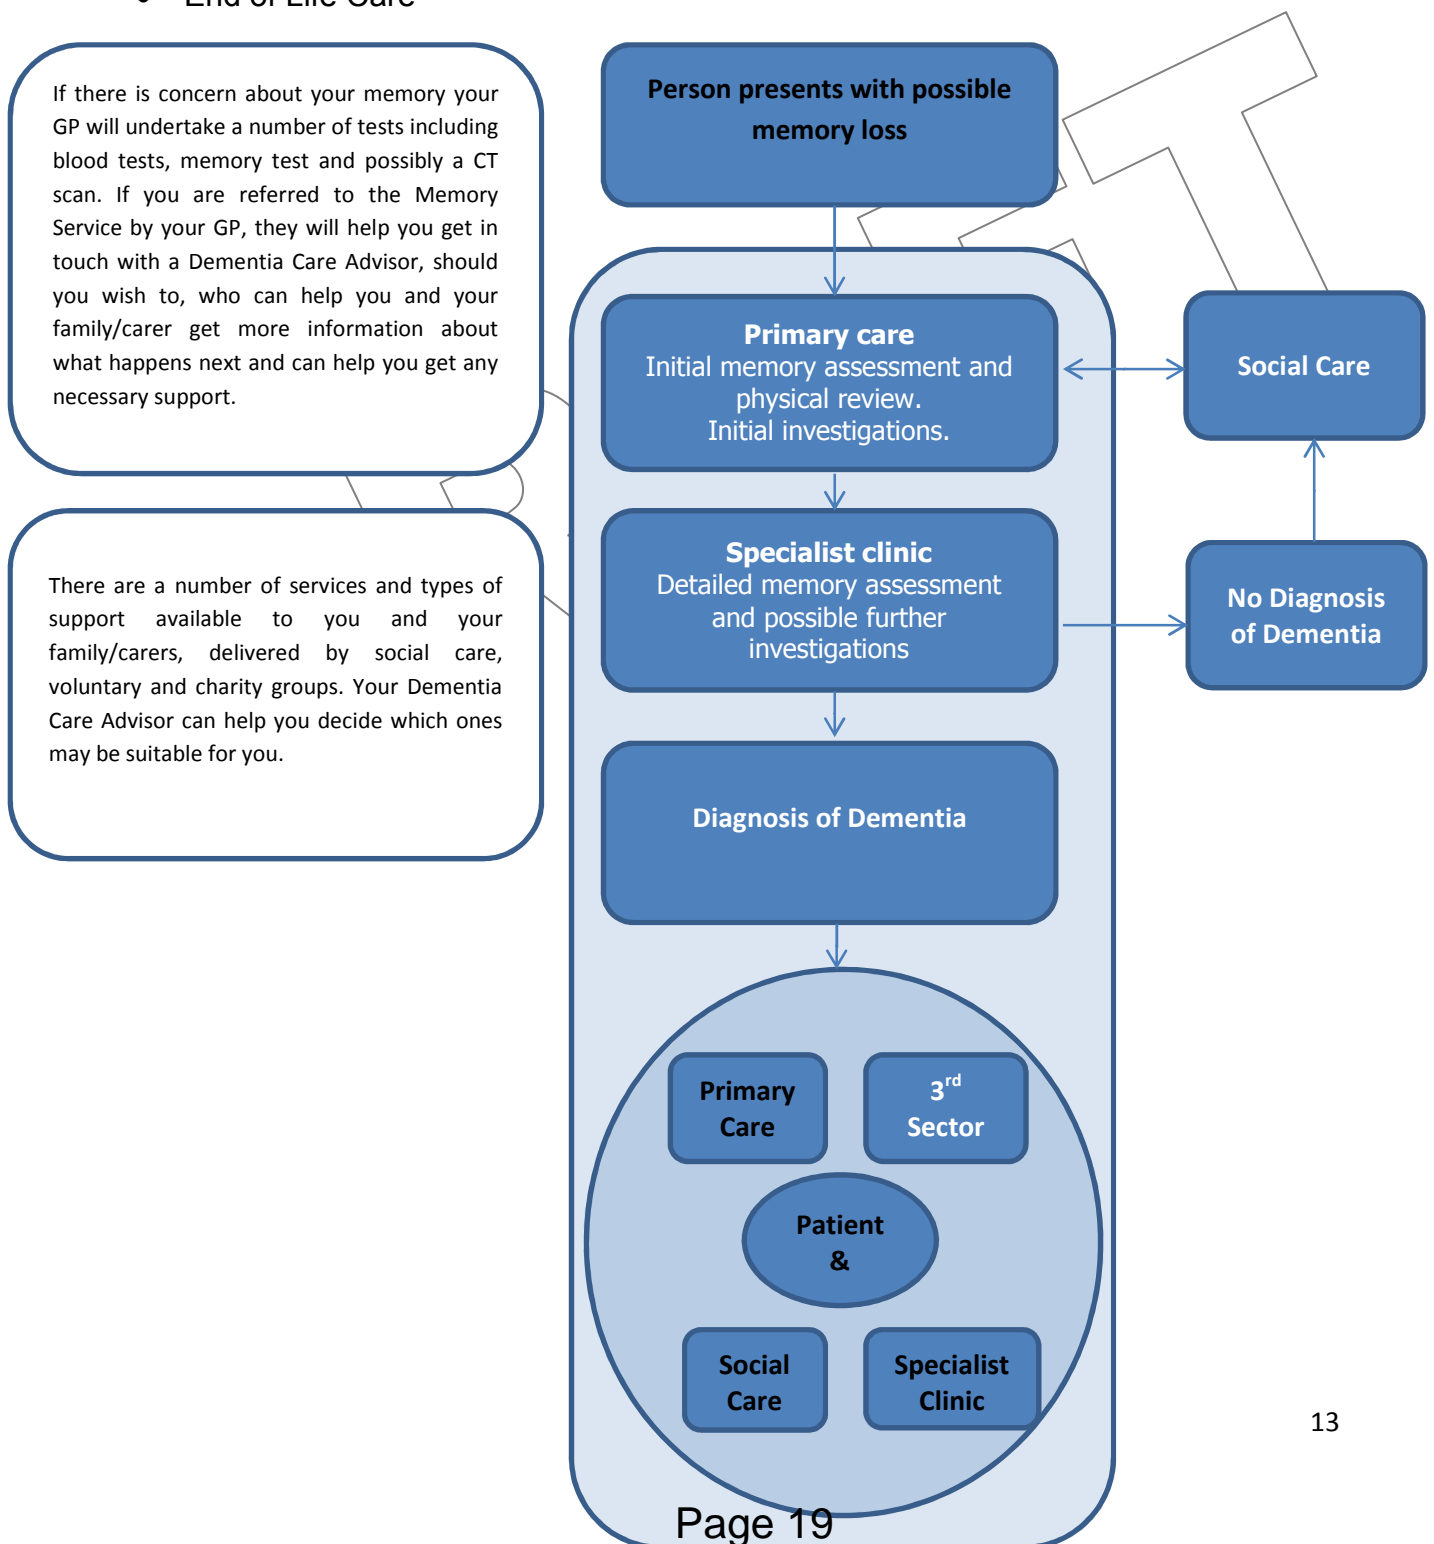 • End of Life Care
If there is concern about your memory your
GP will undertake a number of tests including
blood tests, memory test and possibly a CT
scan. If you are referred to the Memory
Service by your GP, they will help you get in
touch with a Dementia Care Advisor, should
you wish to, who can help you and your
family/carer get more information about
what happens next and can help you get any
necessary support.
There are a number of services and types of
support available to you and your
family/carers, delivered by social care,
voluntary and charity groups. Your Dementia
Care Advisor can help you decide which ones
may be suitable for you.
Person presents with possible
memory loss
Primary care
Initial memory assessment and
physical review.
Initial investigations.
Social Care
Specialist clinic
Detailed memory assessment
and possible further
investigations
No Diagnosis
of Dementia
Diagnosis of Dementia
Primary
Care
3rd
Sector
Patient
&
Social
Care
Specialist
Clinic
13
Page 19